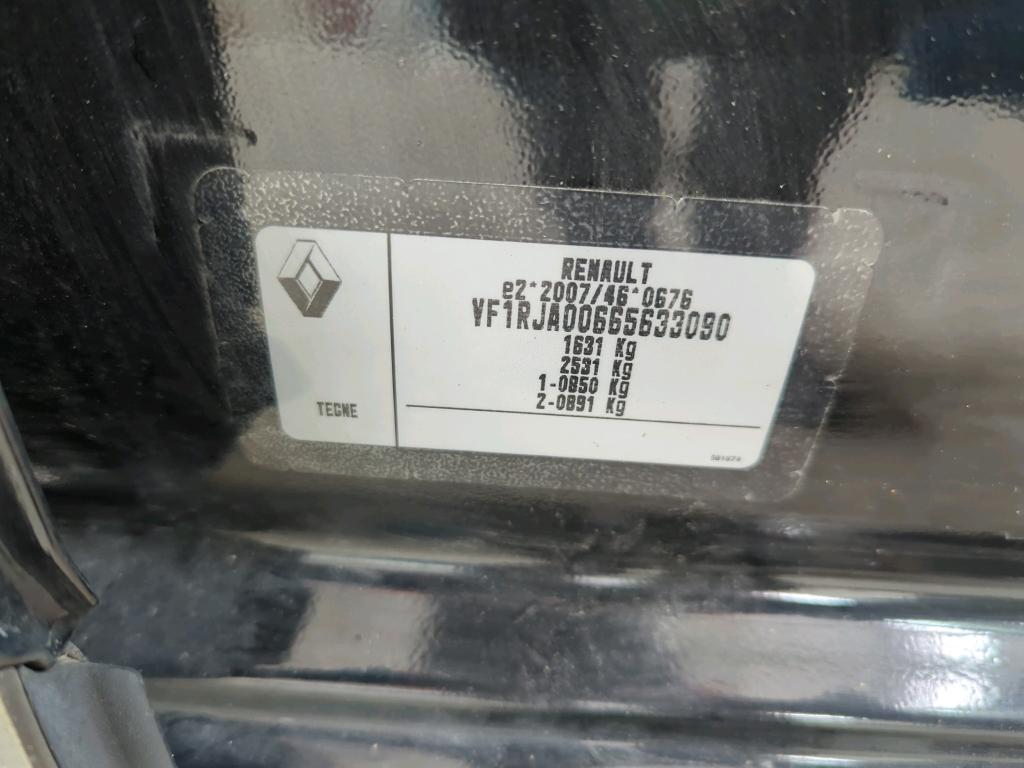 RENAULT
e2*2007/46*0676
VF1RJA00665633090
1631 Kg
2531 Kg
1-0850 Kg
2-0891 Kg
TECNE